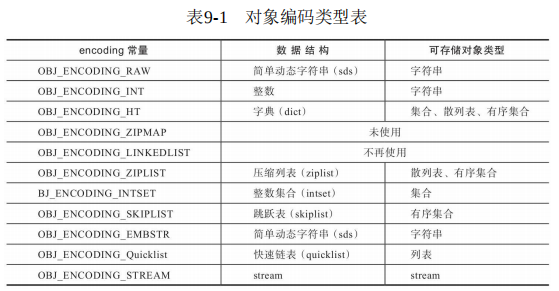 表9-1 对象编码类型表
encoding 常量 数据结构 可存储对象类型
OBJ_ENCODING_RAW 简单动态字符串（sds） 字符串
OBJ_ENCODING_INT 整数 字符串
OBJ_ENCODING_HT 字典（dict） 集合、散列表、有序集合
OBJ_ENCODING_ZIPMAP 未使用
OBJ_ENCODING_LINKEDLIST 不再使用
OBJ_ENCODING_ZIPLIST 压缩列表（ziplist） 散列表、有序集合
BJ_ENCODING_INTSET 整数集合（intset） 集合
OBJ_ENCODING_SKIPLIST 跳跃表（skiplist） 有序集合
OBJ_ENCODING_EMBSTR 简单动态字符串（sds） 字符串
OBJ_ENCODING_Quicklist 快速链表（quicklist） 列表
OBJ_ENCODING_STREAM stream stream